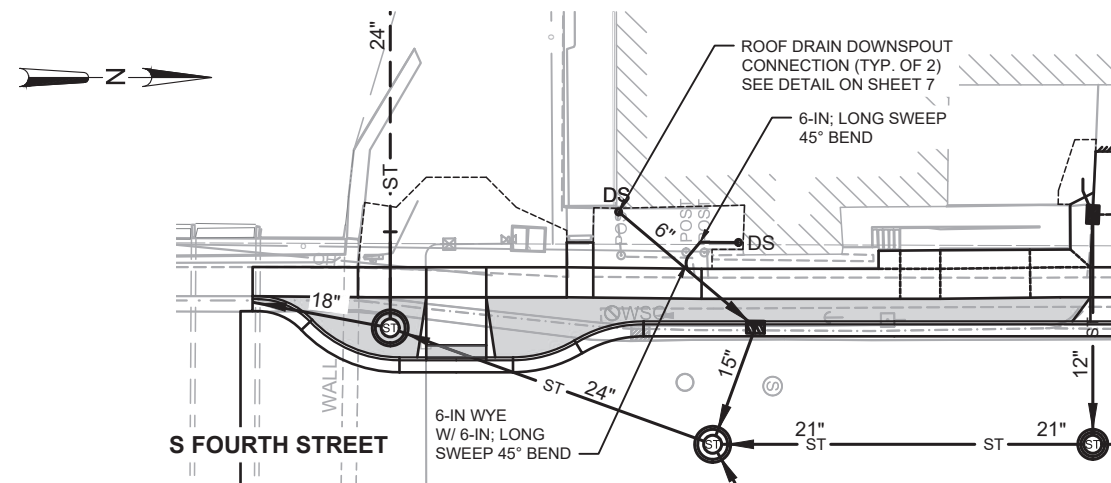 24"
ROOF DRAIN DOWNSPOUT
CONNECTION (TYP. OF 2)
SEE DETAIL ON SHEET 7
N
6-IN; LONG SWEEP
45° BEND
ST
DS
6"
POST
DS
OH
18"
ST
WSO
WALL
15"
12"
S
ST
24"
S
6-IN WYE
W/ 6-IN; LONG
SWEEP 45° BEND
S FOURTH STREET
ST
21"
ST
ST
21"
ST